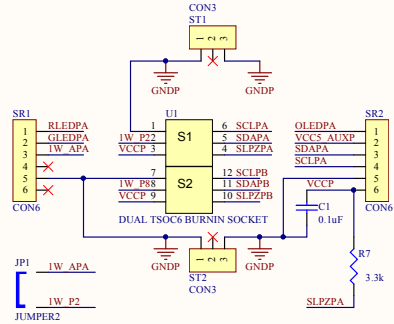 CON3
ST1
1 2 3
GNDP
GNDP
SR1
1 RLEDPA
2 GLEDPA
3 1W_APA
4
5
6
CON6
U1
S1
1
1W_P2 2
VCCP 3
6 SCLPA
5 SDAPA
4 SLPZPA
S2
7
1W_P8 8
VCCP 9
12 SCLPB
11 SDAPB
10 SLPZPB
DUAL TSOC6 BURNIN SOCKET
SR2
OLEDPA 1
VCC5_AUXP 2
SDAPA 3
SCLPA 4
5
VCCP 6
CON6
C1
0.1uF
GNDP
GNDP
1 2 3
ST2
CON3
R7
3.3k
SLPZPA
JP1
1W_APA
1W_P2
JUMPER2